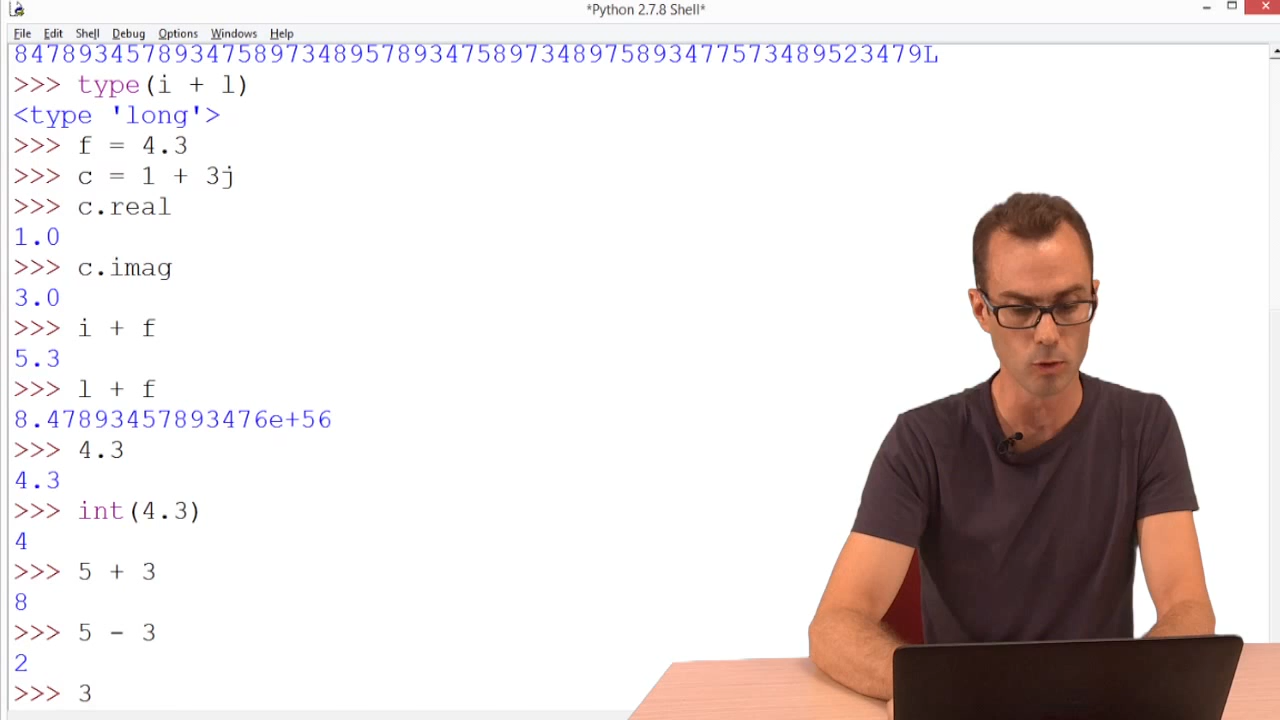 *Python 2.7.8 Shell*
File Edit Shell Debug Options Windows Help
847893457893475897348957893475897348975893477573489523479L
>>> type(i + l)
<type 'long'>
>>> f = 4.3
>>> c = 1 + 3j
>>> c.real
1.0
>>> c.imag
3.0
>>> i + f
5.3
>>> l + f
8.47893457893476e+56
>>> 4.3
4.3
>>> int(4.3)
4
>>> 5 + 3
8
>>> 5 - 3
2
>>> 3